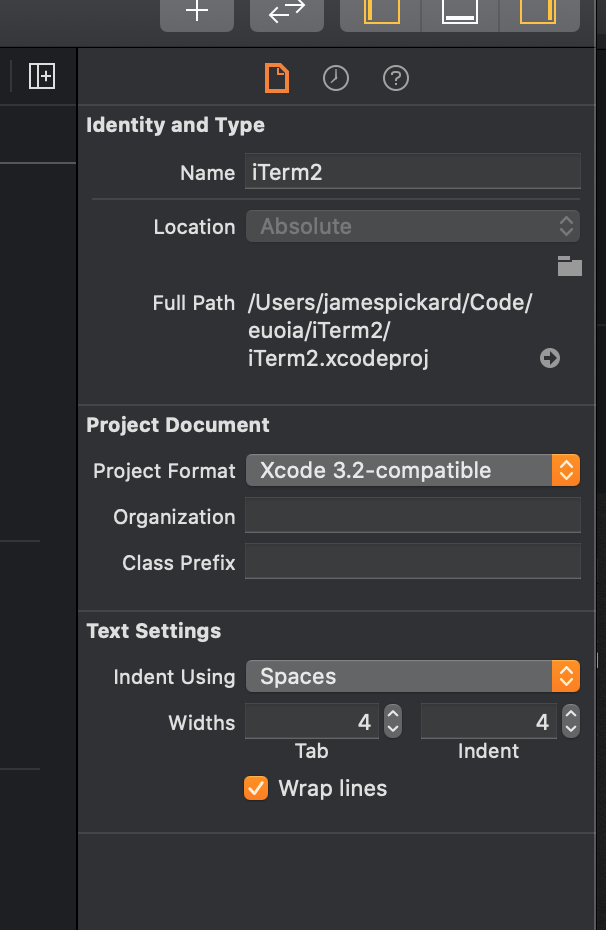 Identity and Type
Name iTerm2
Location Absolute
Full Path /Users/jamespickard/Code/
euoia/iTerm2/
iTerm2.xcodeproj
Project Document
Project Format Xcode 3.2-compatible
Organization
Class Prefix
Text Settings
Indent Using Spaces
Widths 4 4
Tab Indent
Wrap lines